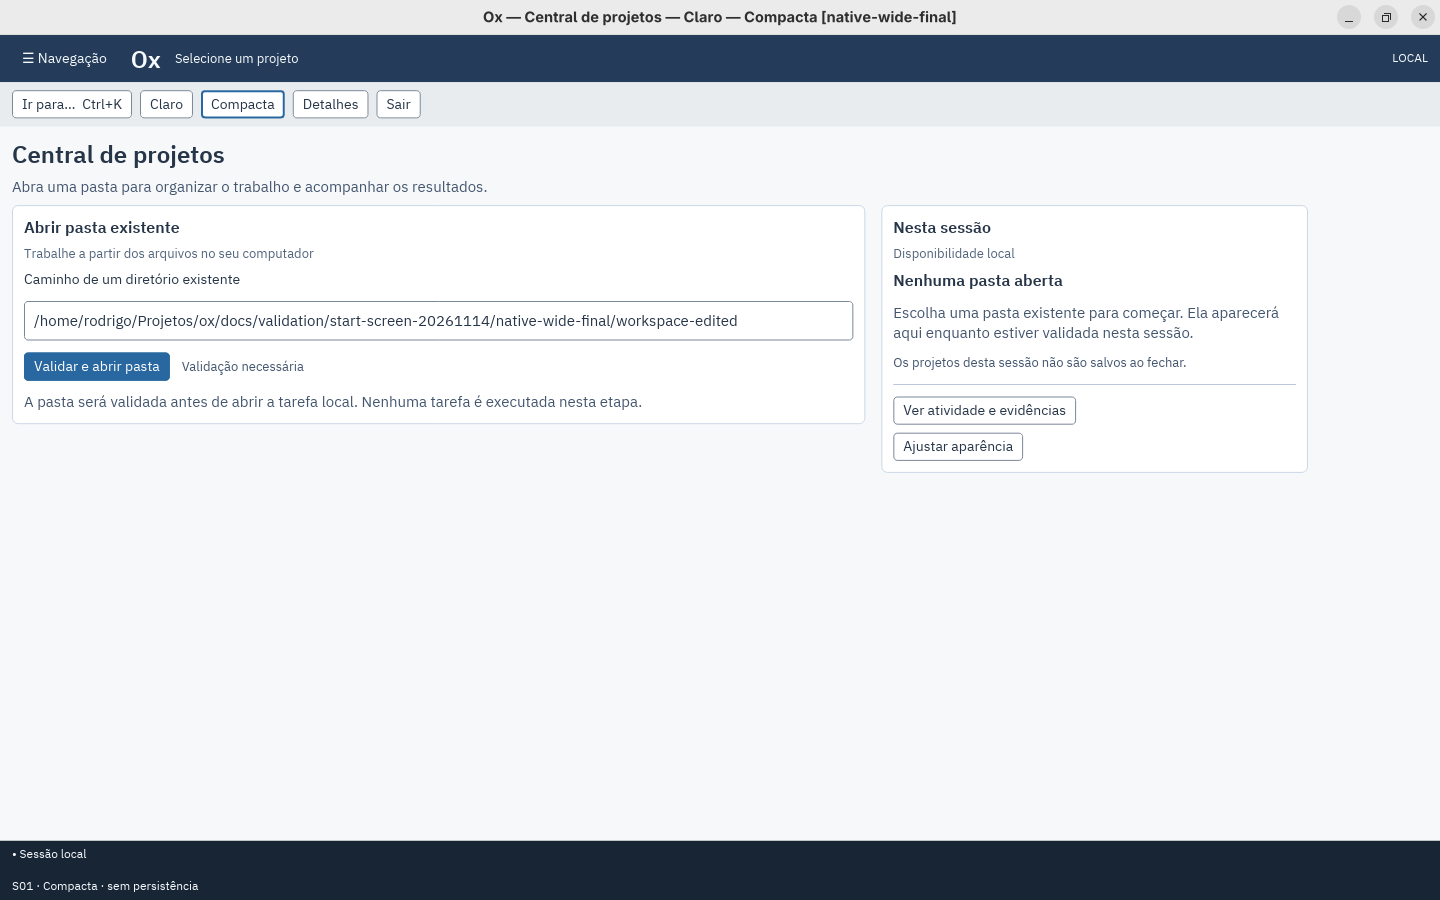 Ox — Central de projetos — Claro — Compacta [native-wide-final]
☰ Navegação
Ox
Selecione um projeto
LOCAL
Ir para... Ctrl+K
Claro
Compacta
Detalhes
Sair
Central de projetos
Abra uma pasta para organizar o trabalho e acompanhar os resultados.
Abrir pasta existente
Trabalhe a partir dos arquivos no seu computador
Caminho de um diretório existente
/home/rodrigo/Projetos/ox/docs/validation/start-screen-20261114/native-wide-final/workspace-edited
Validar e abrir pasta
Validação necessária
A pasta será validada antes de abrir a tarefa local. Nenhuma tarefa é executada nesta etapa.
Nesta sessão
Disponibilidade local
Nenhuma pasta aberta
Escolha uma pasta existente para começar. Ela aparecerá
aqui enquanto estiver validada nesta sessão.
Os projetos desta sessão não são salvos ao fechar.
Ver atividade e evidências
Ajustar aparência
• Sessão local
S01 · Compacta · sem persistência